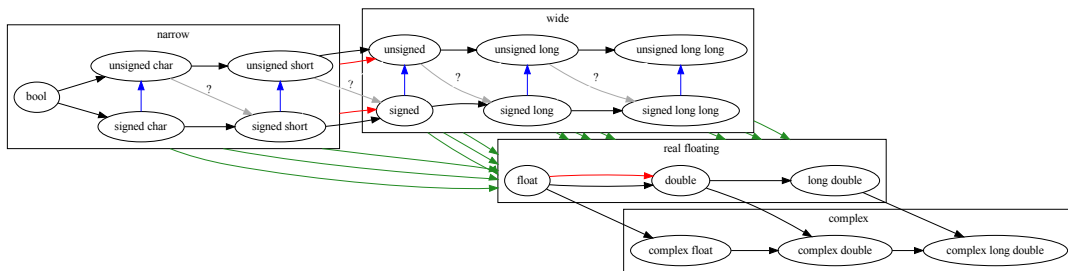 wide
narrow
unsigned
unsigned long
unsigned long long
unsigned char
unsigned short
?
?
?
?
bool
signed
signed long
signed long long
signed char
signed short
real floating
float
double
long double
complex
complex float
complex double
complex long double